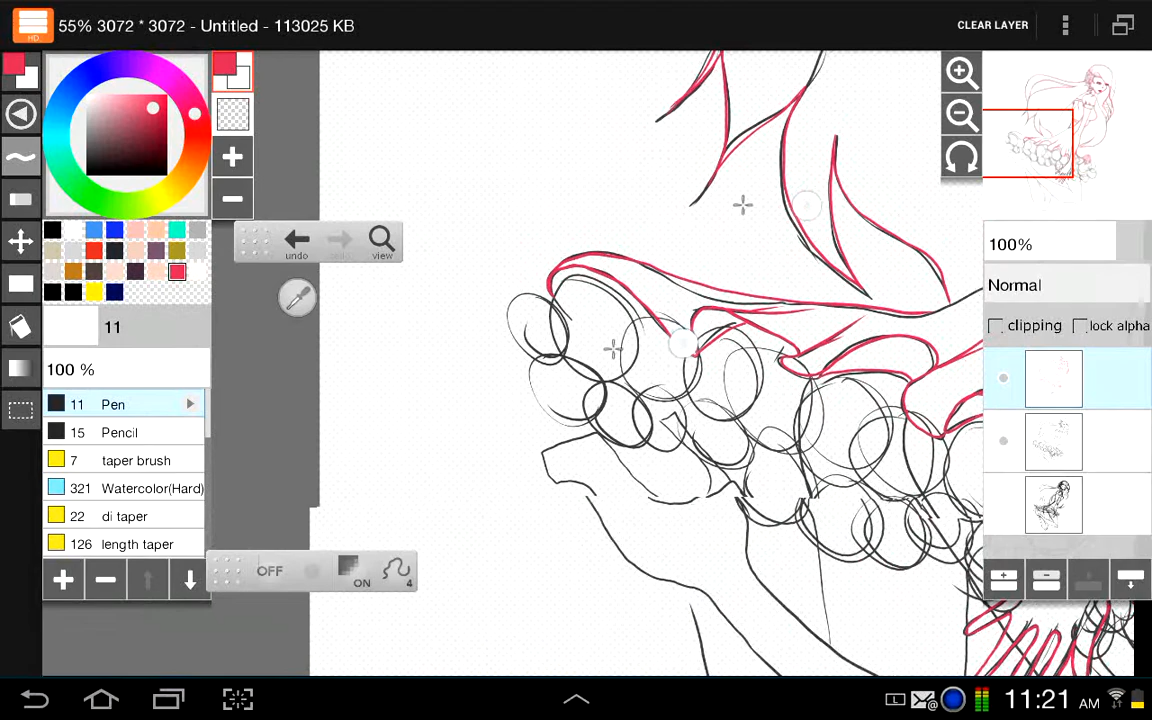 HD
55% 3072 * 3072 - Untitled - 113025 KB
CLEAR LAYER
undo
view
11
100 %
11 Pen
15 Pencil
7 taper brush
321 Watercolor(Hard)
22 di taper
126 length taper
OFF
ON
4
100%
Normal
clipping
lock alpha
L
11:21 AM